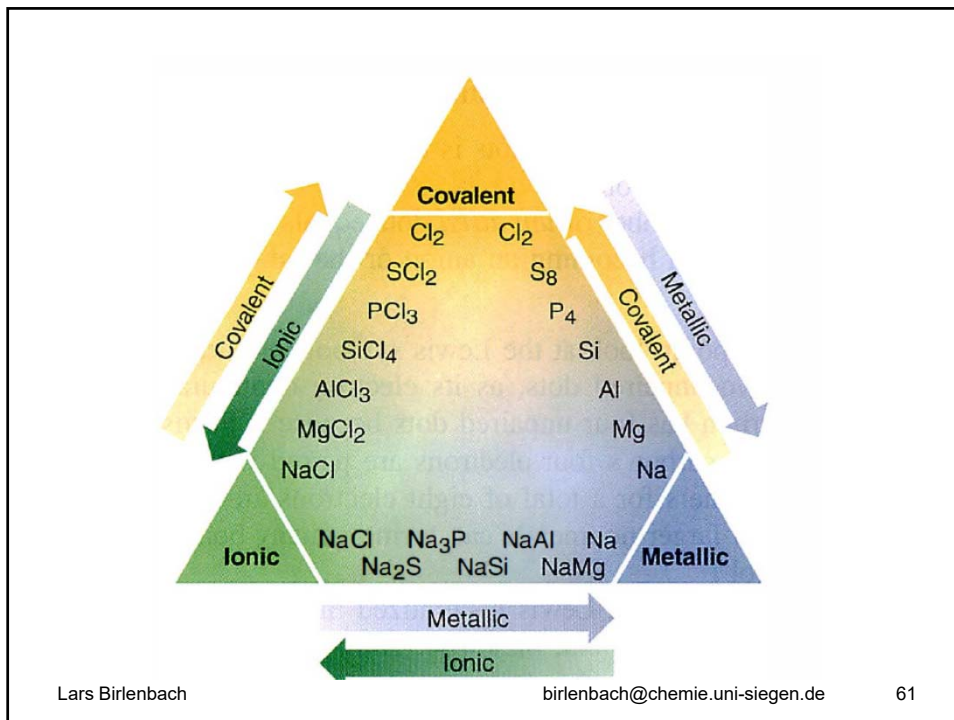 Covalent
Cl2 Cl2
SCl2 S8
PCl3 P4
SiCl4 Si
AlCl3 Al
MgCl2 Mg
NaCl Na
Covalent
Ionic
Covalent
Metallic
NaCl Na3P NaAl Na
Na2S NaSi NaMg
Ionic
Metallic
Metallic
Ionic
Lars Birlenbach birlenbach@chemie.uni-siegen.de 61